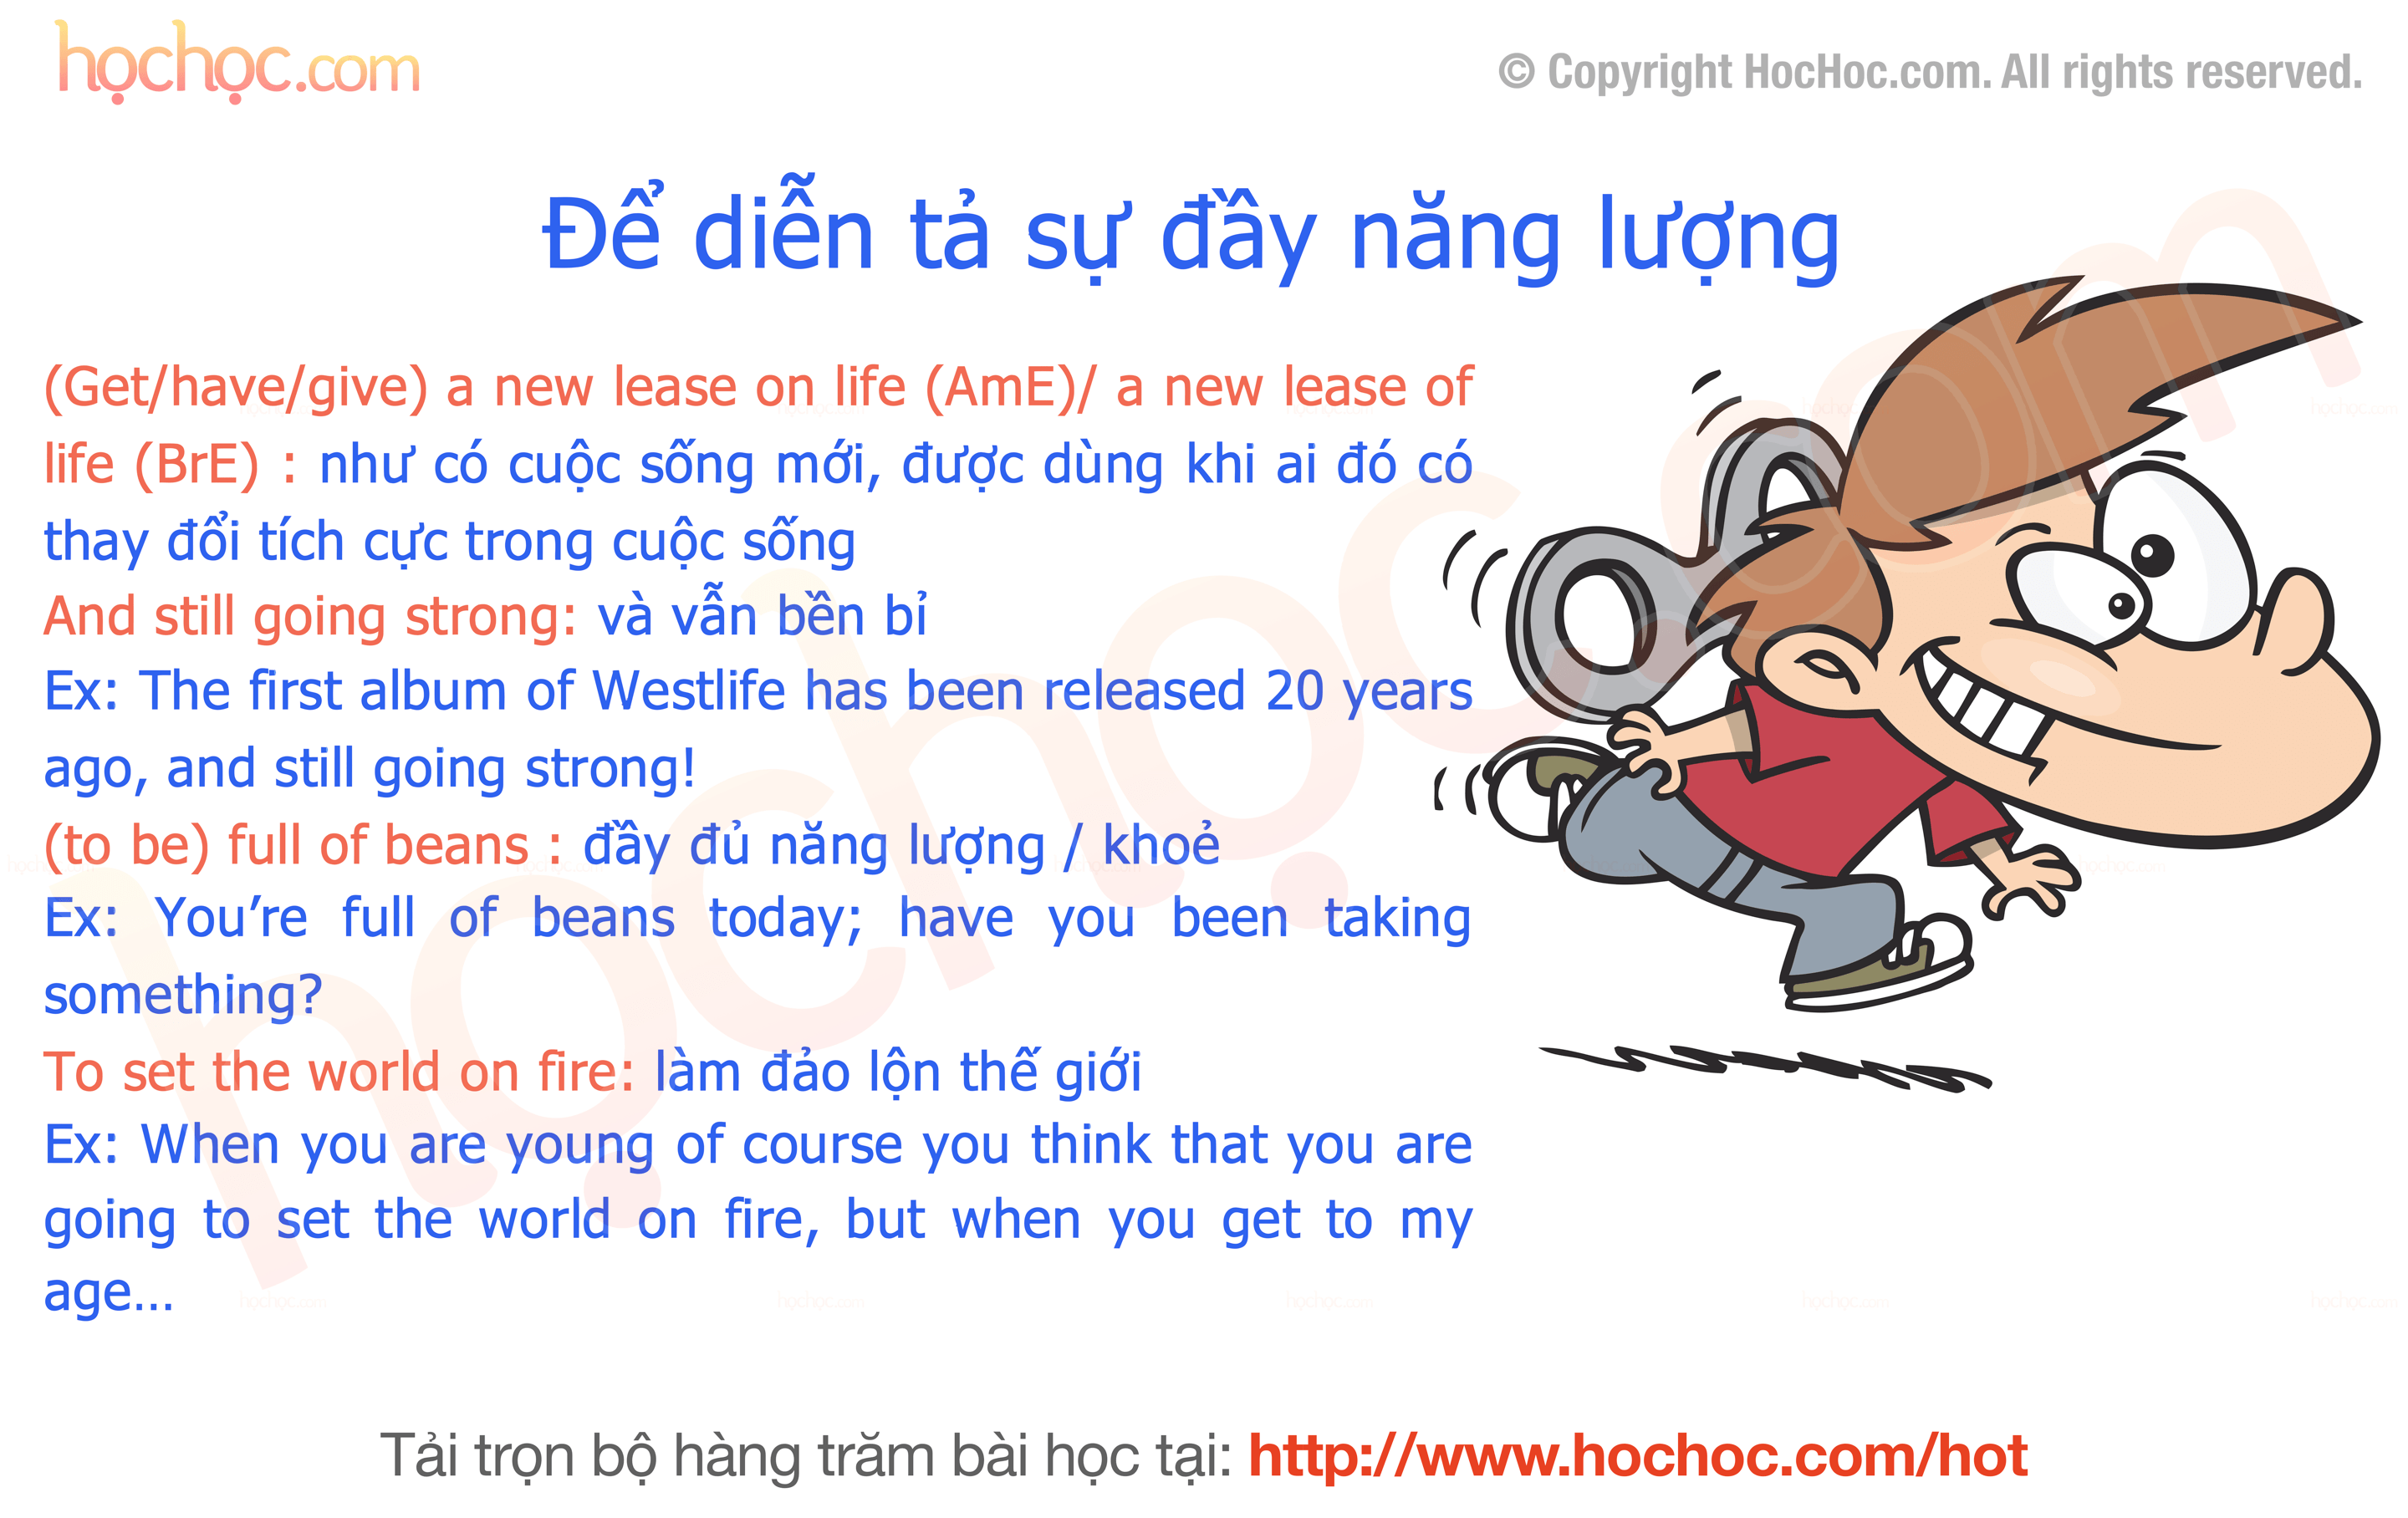 họchọc.com
© Copyright HocHoc.com. All rights reserved.
Để diễn tả sự đầy năng lượng
(Get/have/give) a new lease on life (AmE)/ a new lease of
life (BrE) : như có cuộc sống mới, được dùng khi ai đó có
thay đổi tích cực trong cuộc sống
And still going strong: và vẫn bền bỉ
Ex: The first album of Westlife has been released 20 years
ago, and still going strong!
(to be) full of beans : đầy đủ năng lượng / khoẻ
Ex: You’re full of beans today; have you been taking
something?
To set the world on fire: làm đảo lộn thế giới
Ex: When you are young of course you think that you are
going to set the world on fire, but when you get to my
age...
Tải trọn bộ hàng trăm bài học tại: http://www.hochoc.com/hot